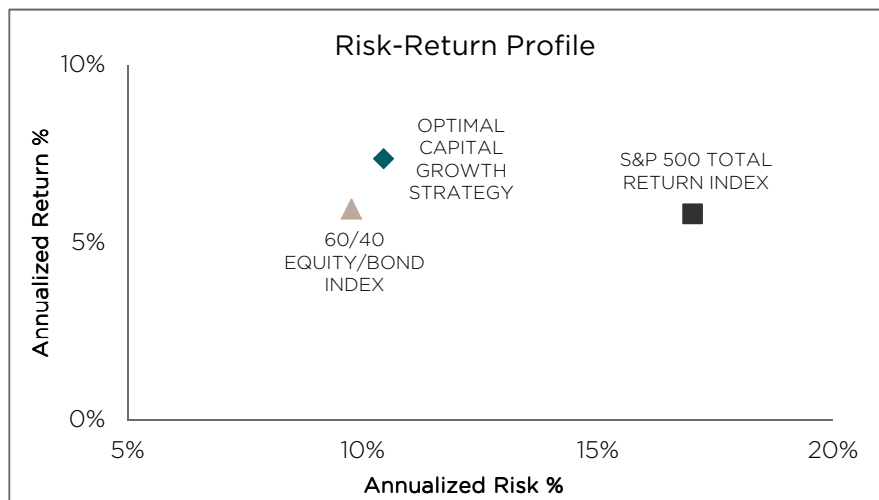 Risk-Return Profile
10%
5%
0%
Annualized Return %
OPTIMAL
CAPITAL
GROWTH
STRATEGY
S&P 500 TOTAL
RETURN INDEX
60/40
EQUITY/BOND
INDEX
5%
10%
15%
20%
Annualized Risk %